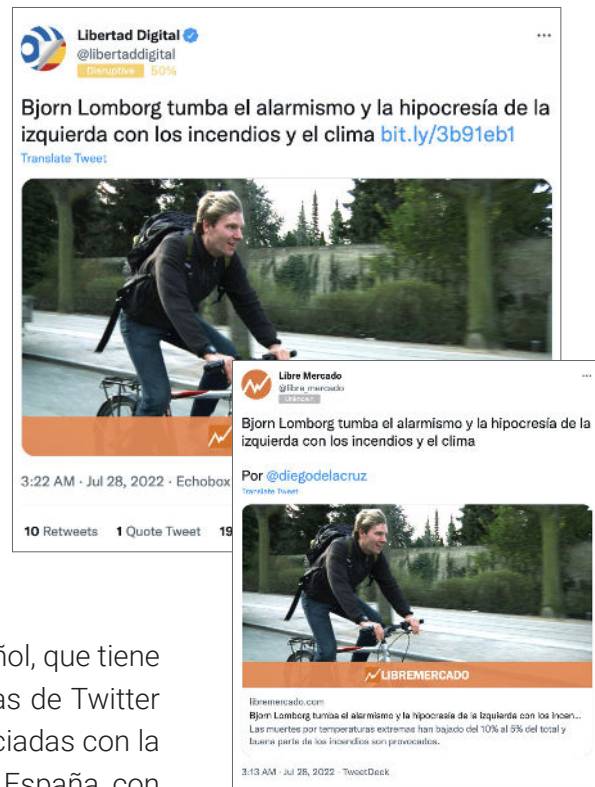 Libertad Digital
@libertaddigital
Disruptive 50%
Bjorn Lomborg tumba el alarmismo y la hipocresía de la
izquierda con los incendios y el clima bit.ly/3b91eb1
Translate Tweet
3:22 AM · Jul 28, 2022 · Echobox
10 Retweets 1 Quote Tweet 19
Libre Mercado
@libre_mercado
Unknown
Bjorn Lomborg tumba el alarmismo y la hipocresía de la
izquierda con los incendios y el clima
Por @diegodelacruz
Translate Tweet
LIBREMERCADO
libremercado.com
Bjorn Lomborg tumba el alarmismo y la hipocresía de la izquierda con los incen...
Las muertes por temperaturas extremas han bajado del 10% al 5% del total y
buena parte de los incendios son provocados.
3:13 AM · Jul 28, 2022 · TweetDeck
ñol, que tiene
as de Twitter
ciadas con la
España, con